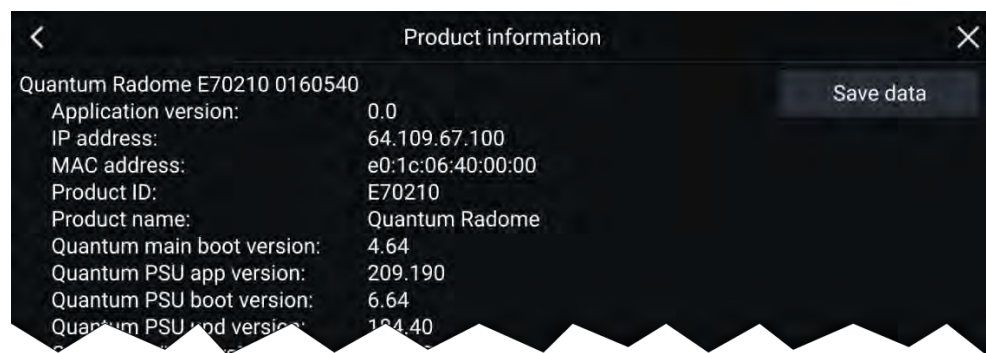 Product information
Quantum Radome E70210 0160540
Save data
Application version: 0.0
IP address: 64.109.67.100
MAC address: e0:1c:06:40:00:00
Product ID: E70210
Product name: Quantum Radome
Quantum main boot version: 4.64
Quantum PSU app version: 209.190
Quantum PSU boot version: 6.64
Quantum PSU